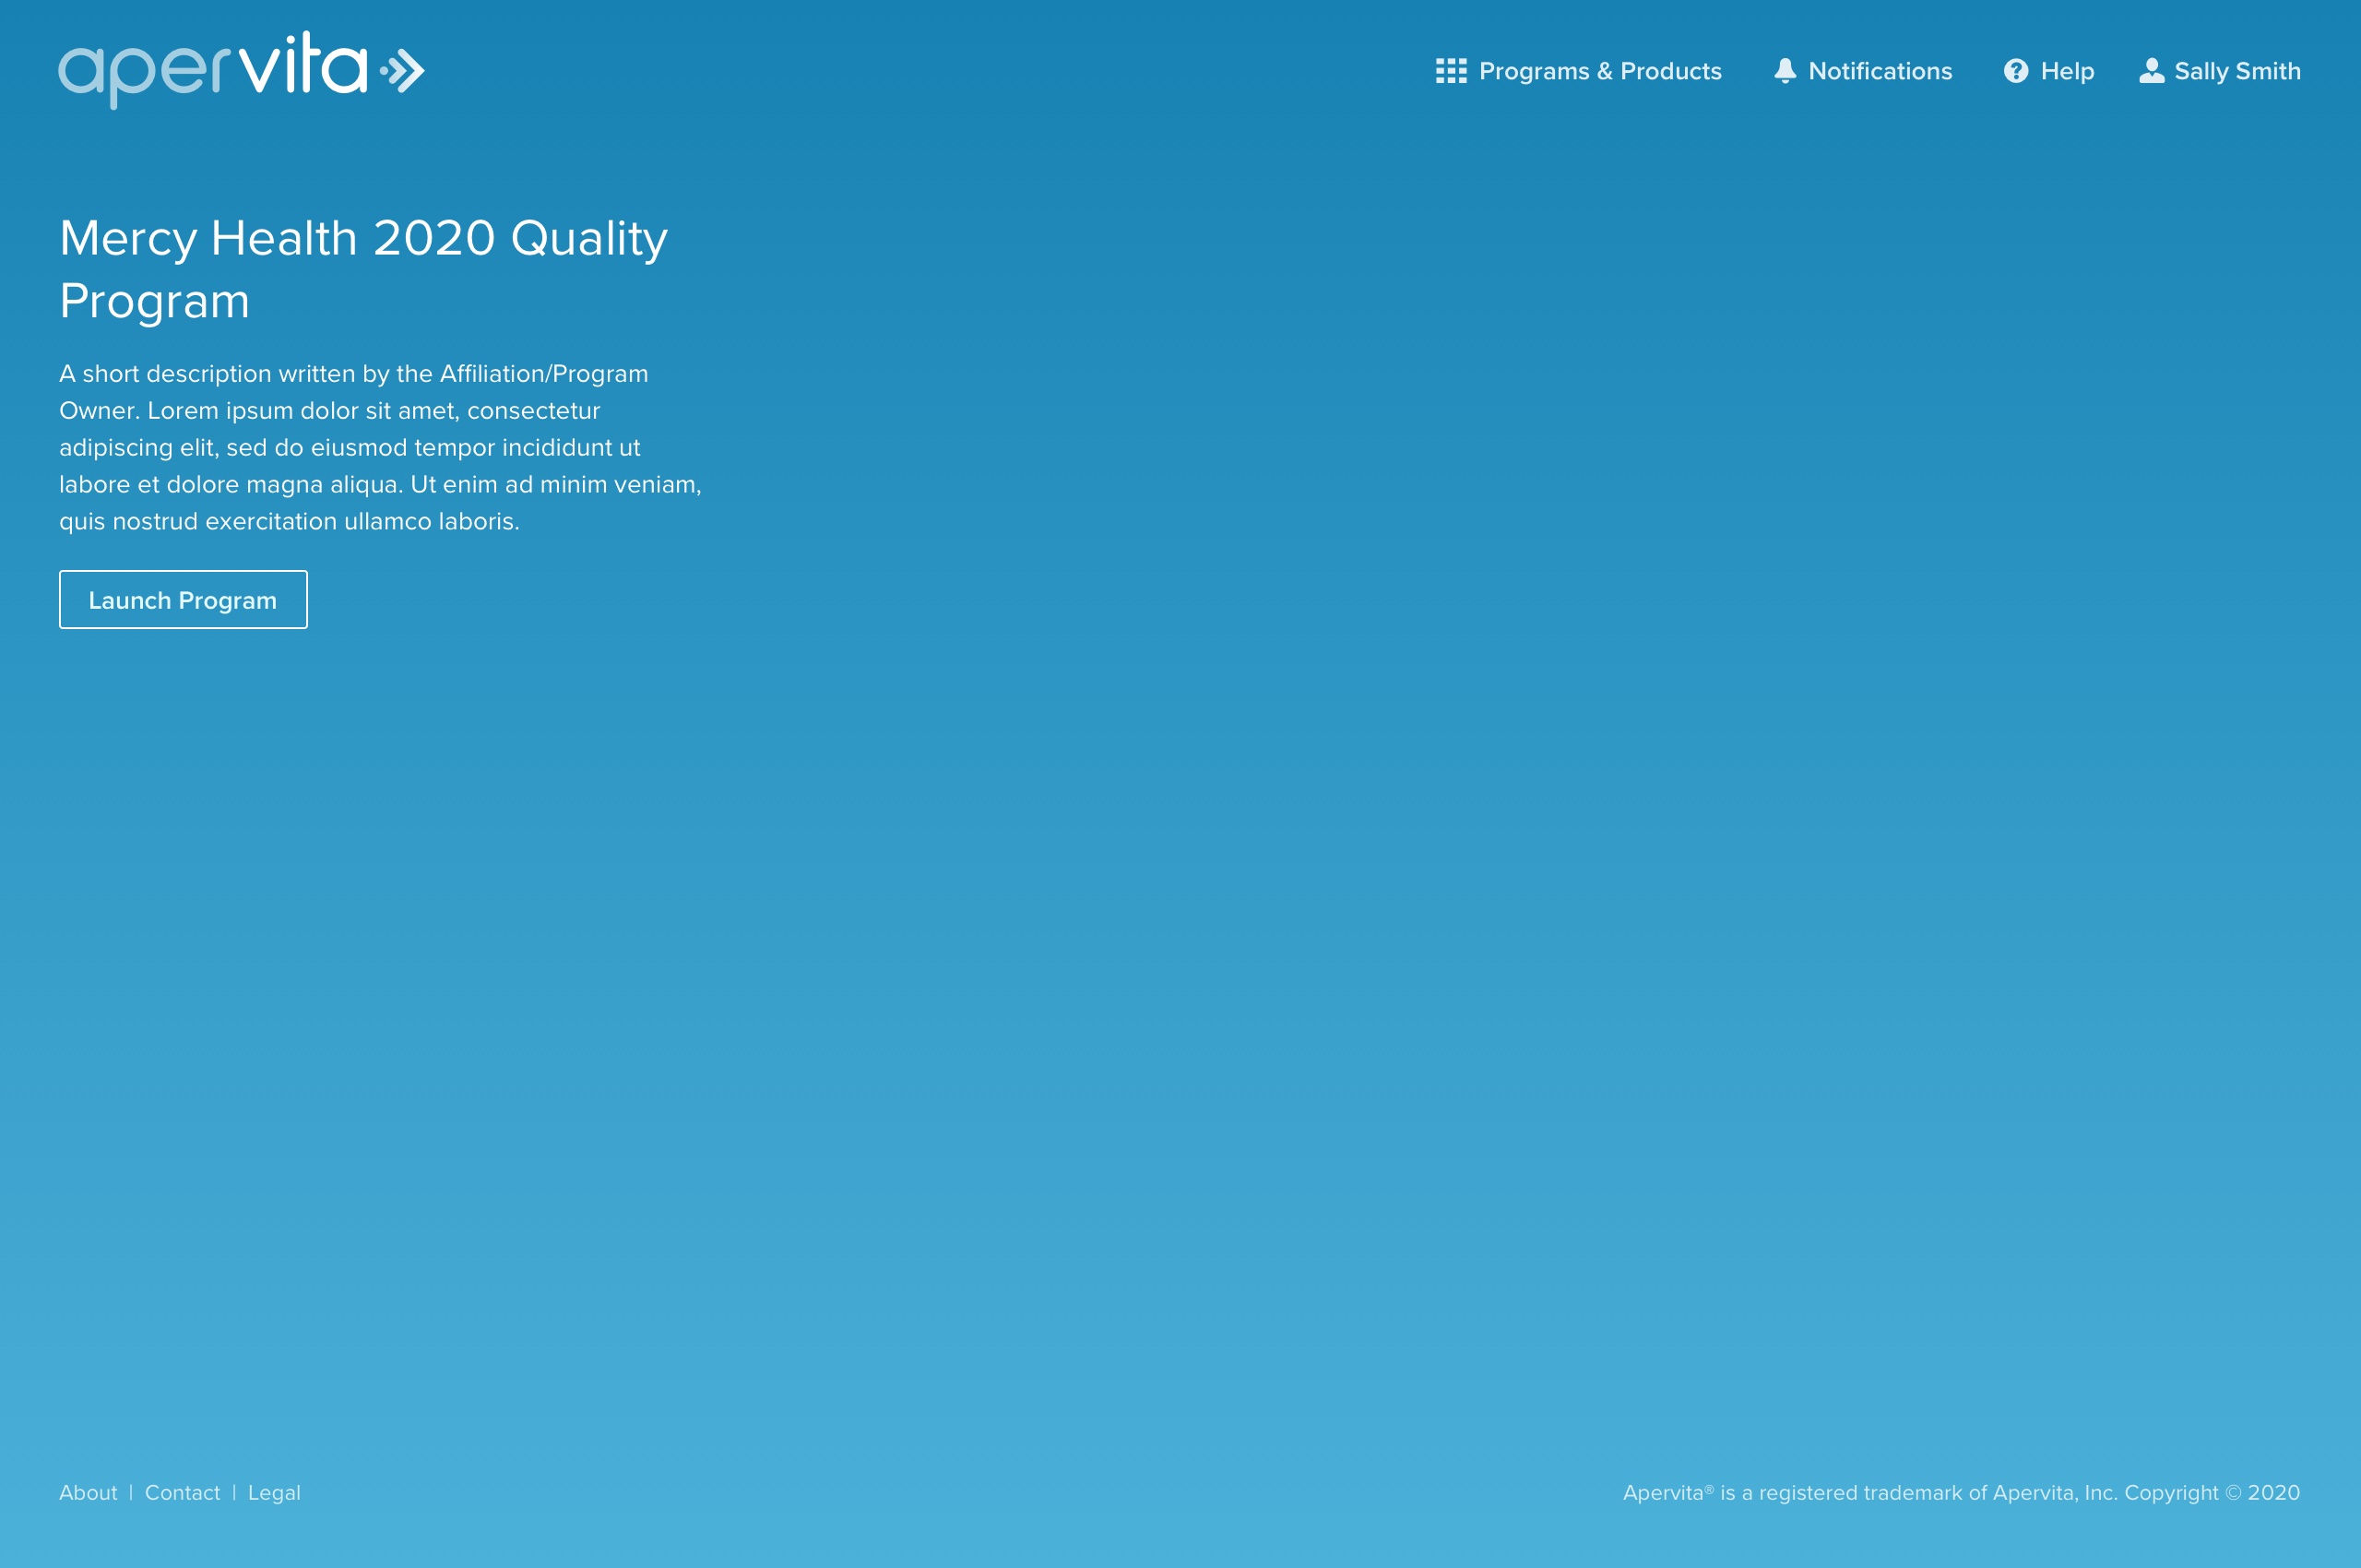 apervita
Programs & Products
Notifications
Help
Sally Smith
Mercy Health 2020 Quality
Program
A short description written by the Affiliation/Program
Owner. Lorem ipsum dolor sit amet, consectetur
adipiscing elit, sed do eiusmod tempor incididunt ut
labore et dolore magna aliqua. Ut enim ad minim veniam,
quis nostrud exercitation ullamco laboris.
Launch Program
About | Contact | Legal
Apervita® is a registered trademark of Apervita, Inc. Copyright © 2020